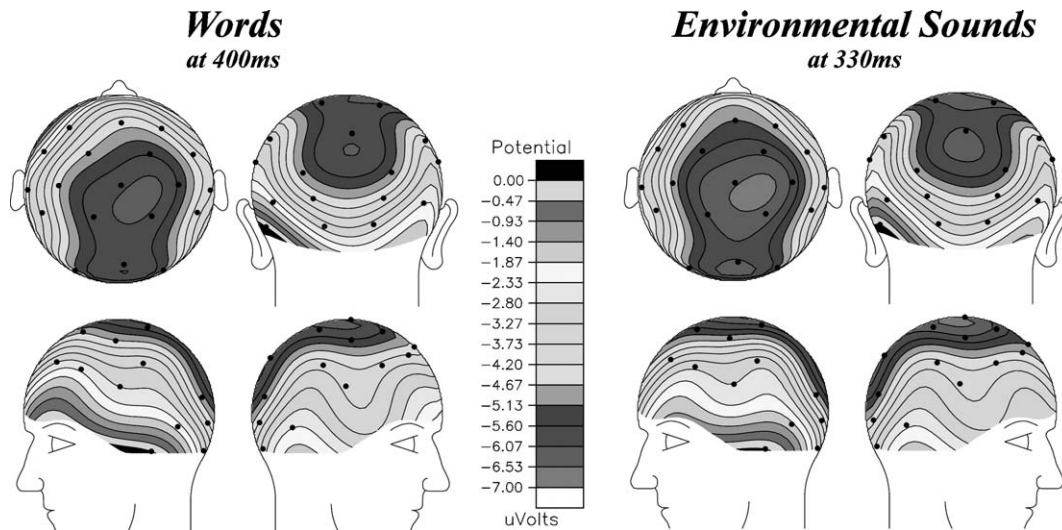 Words
at 400ms
Environmental Sounds
at 330ms
Potential
0.00
-0.47
-0.93
-1.40
-1.87
-2.33
-2.80
-3.27
-3.73
-4.20
-4.67
-5.13
-5.60
-6.07
-6.53
-7.00
uVolts